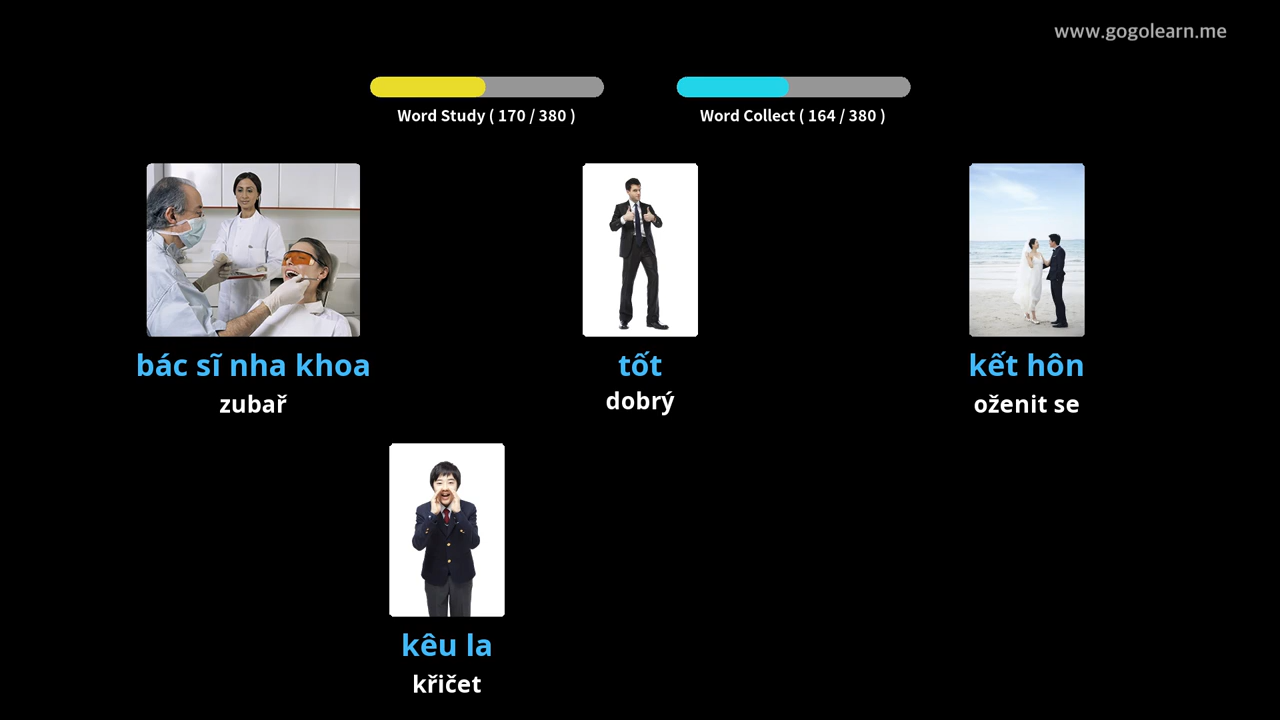 www.gogolearn.me
Word Study ( 170 / 380 )
Word Collect ( 164 / 380 )
bác sĩ nha khoa
zubař
tốt
dobrý
kết hôn
oženit se
kêu la
křičet